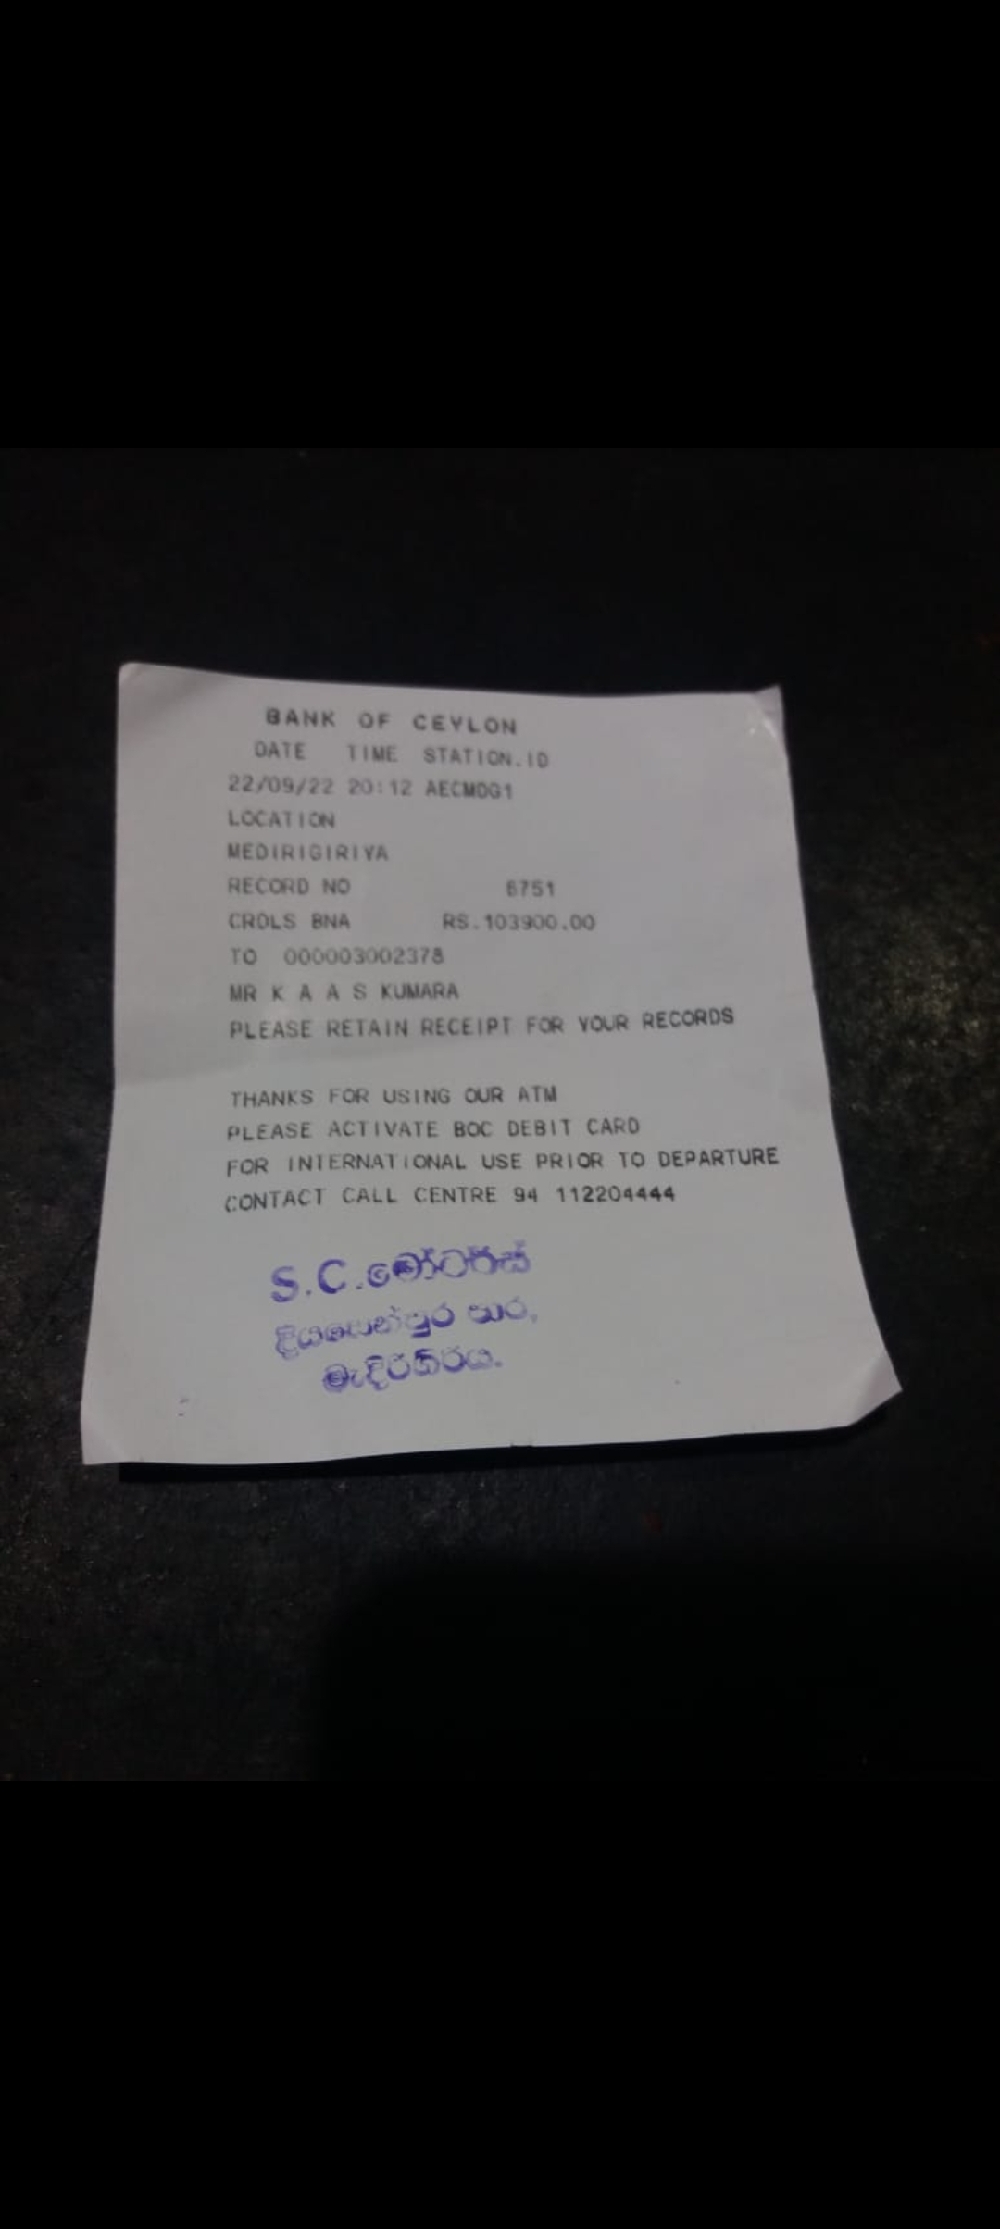 BANK OF CEYLON
DATE TIME STATION.ID
22/09/22 20:12 AECMDG1
LOCATION
MEDIRIGIRIYA
RECORD NO 6751
CRDLS BNA RS.103900.00
TO 000003002378
MR K A A S KUMARA
PLEASE RETAIN RECEIPT FOR YOUR RECORDS
THANKS FOR USING OUR ATM
PLEASE ACTIVATE BOC DEBIT CARD
FOR INTERNATIONAL USE PRIOR TO DEPARTURE
CONTACT CALL CENTRE 94 112204444
S.C.මෝටර්ස්
දියසෙන්පුර පාර,
මැදිරිගිරිය.